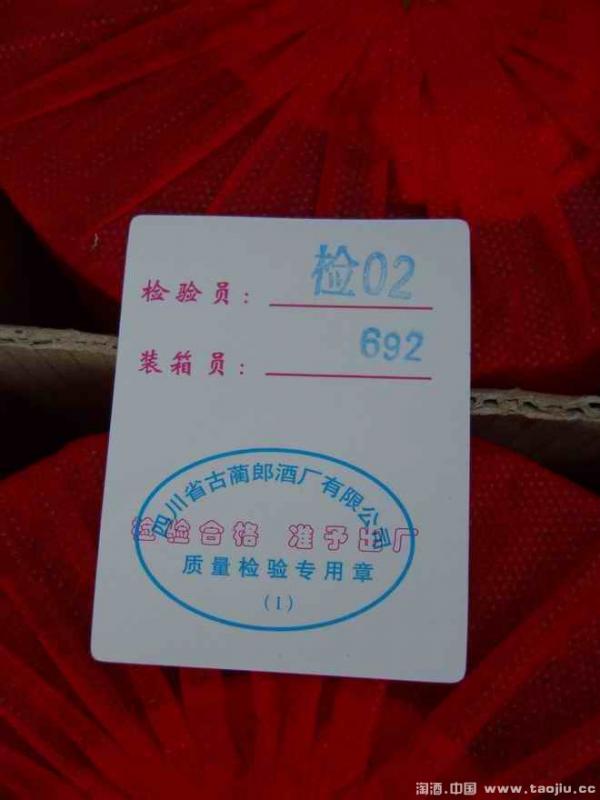 检验员：检02
装箱员：692
四川省古蔺郎酒厂有限公司
检验合格 准予出厂
质量检验专用章
（1）
淘酒.中国 www.taojiu.cc